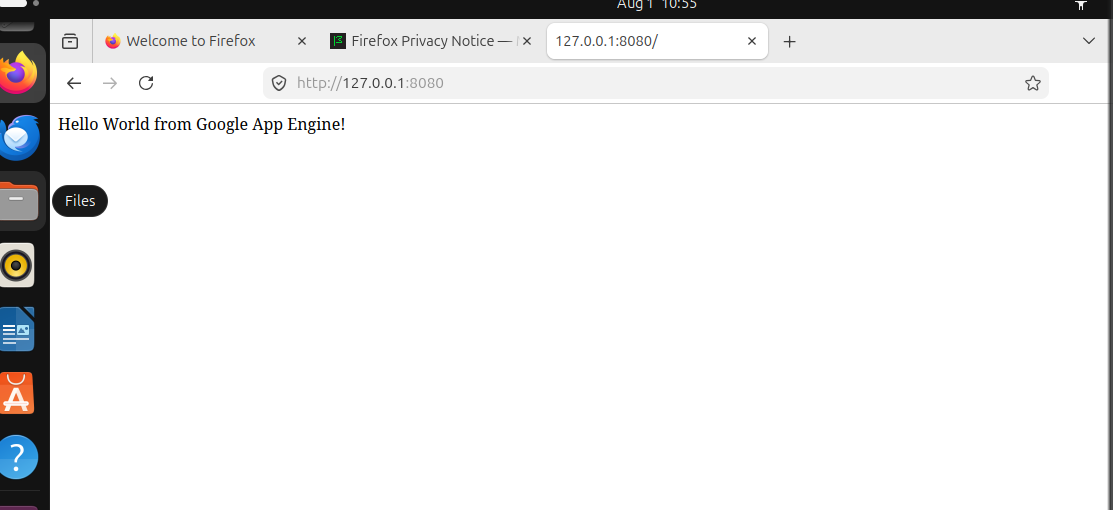 Aug 1 10:55
Welcome to Firefox
Firefox Privacy Notice —
127.0.0.1:8080/
http://127.0.0.1:8080
Hello World from Google App Engine!
Files